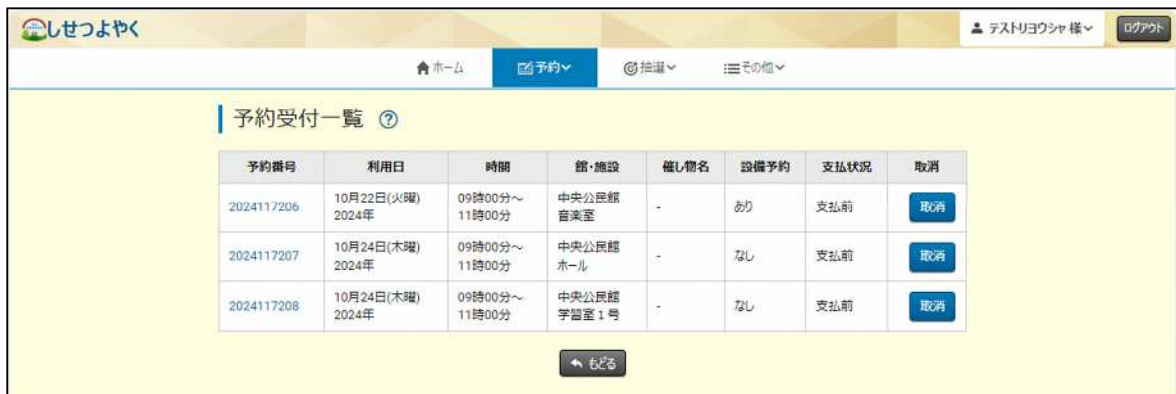 しせつよやく
テストリヨウシャ 様
ログアウト
ホーム 予約 抽選 その他
予約受付一覧 ?
予約番号 利用日 時間 館・施設 催し物名 設備予約 支払状況 取消
2024117206 10月22日(火曜) 2024年 09時00分～ 11時00分 中央公民館 音楽室 - あり 支払前 取消
2024117207 10月24日(木曜) 2024年 09時00分～ 11時00分 中央公民館 ホール - なし 支払前 取消
2024117208 10月24日(木曜) 2024年 09時00分～ 11時00分 中央公民館 学習室１号 - なし 支払前 取消
もどる